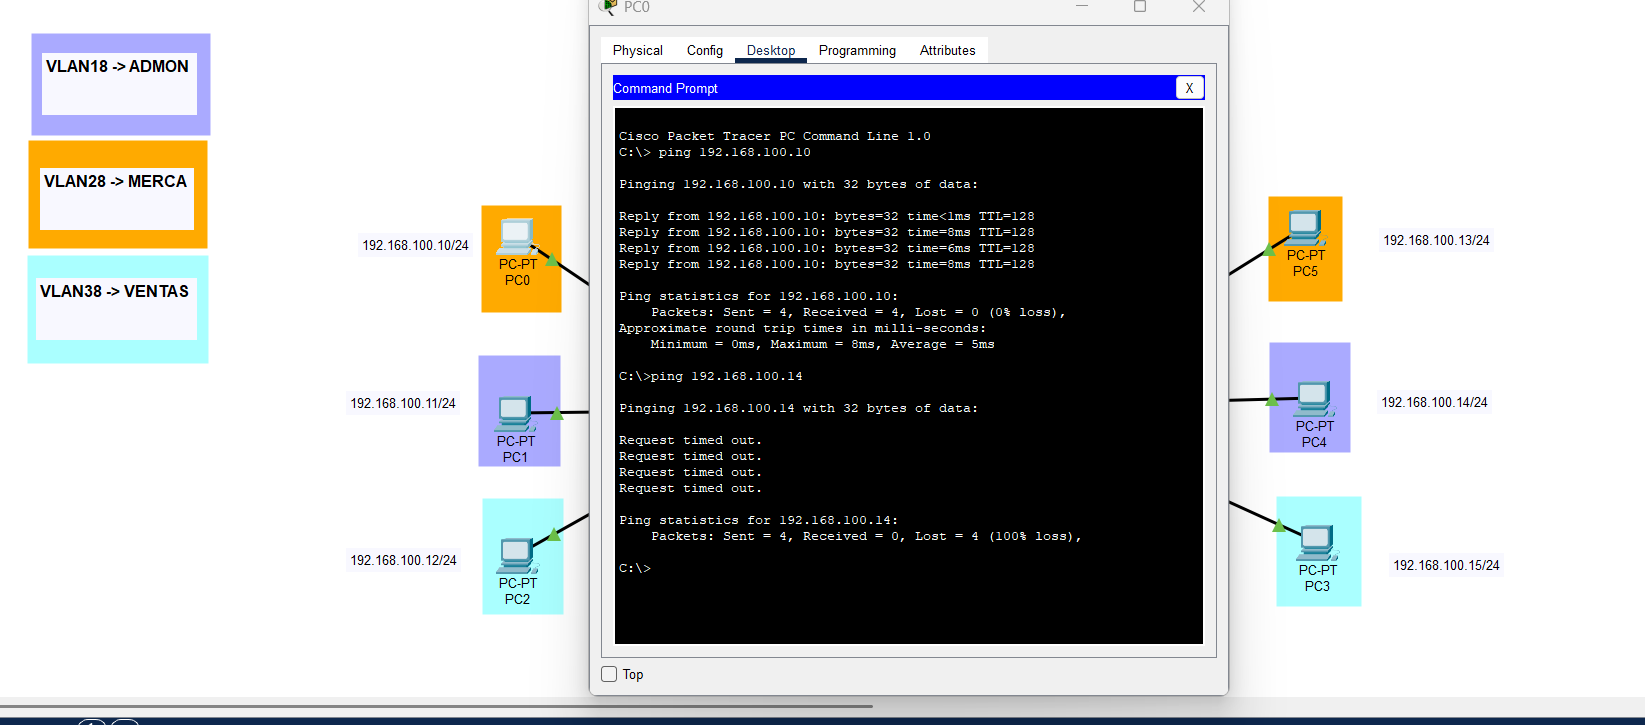 PC0
Physical Config Desktop Programming Attributes
Command Prompt
X
Cisco Packet Tracer PC Command Line 1.0
C:\> ping 192.168.100.10
Pinging 192.168.100.10 with 32 bytes of data:
Reply from 192.168.100.10: bytes=32 time<1ms TTL=128
Reply from 192.168.100.10: bytes=32 time=8ms TTL=128
Reply from 192.168.100.10: bytes=32 time=6ms TTL=128
Reply from 192.168.100.10: bytes=32 time=8ms TTL=128
Ping statistics for 192.168.100.10:
Packets: Sent = 4, Received = 4, Lost = 0 (0% loss),
Approximate round trip times in milli-seconds:
Minimum = 0ms, Maximum = 8ms, Average = 5ms
C:\>ping 192.168.100.14
Pinging 192.168.100.14 with 32 bytes of data:
Request timed out.
Request timed out.
Request timed out.
Request timed out.
Ping statistics for 192.168.100.14:
Packets: Sent = 4, Received = 0, Lost = 4 (100% loss),
C:\>
Top
VLAN18 -> ADMON
VLAN28 -> MERCA
VLAN38 -> VENTAS
192.168.100.10/24
PC-PT
PC0
192.168.100.11/24
PC-PT
PC1
192.168.100.12/24
PC-PT
PC2
PC-PT
PC5
192.168.100.13/24
PC-PT
PC4
192.168.100.14/24
PC-PT
PC3
192.168.100.15/24